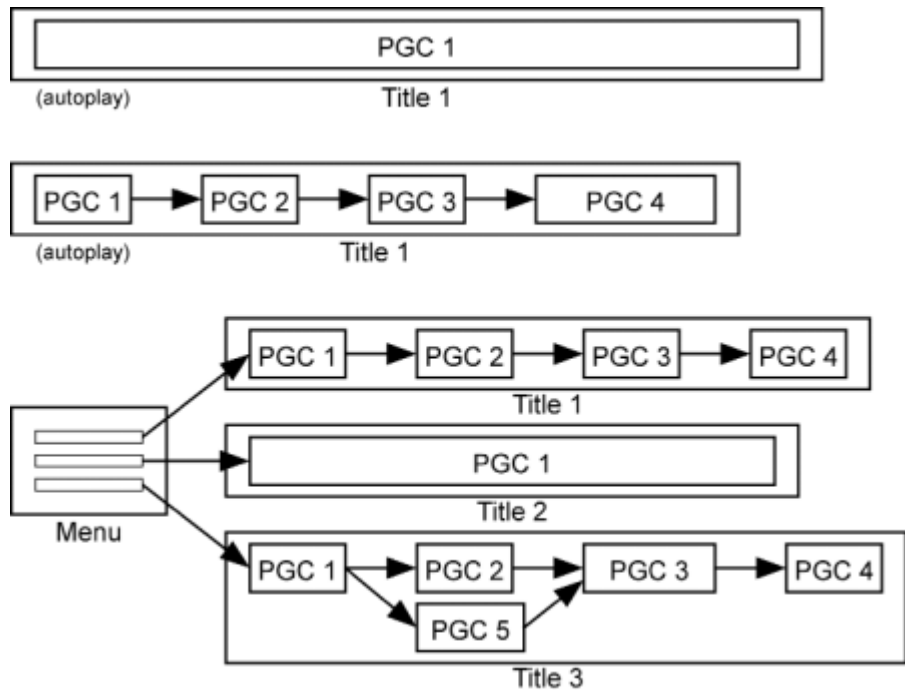 PGC 1
(autoplay) Title 1
PGC 1 PGC 2 PGC 3 PGC 4
(autoplay) Title 1
PGC 1 PGC 2 PGC 3 PGC 4
Title 1
PGC 1
Title 2
Menu
PGC 1 PGC 2 PGC 3 PGC 4
PGC 5
Title 3